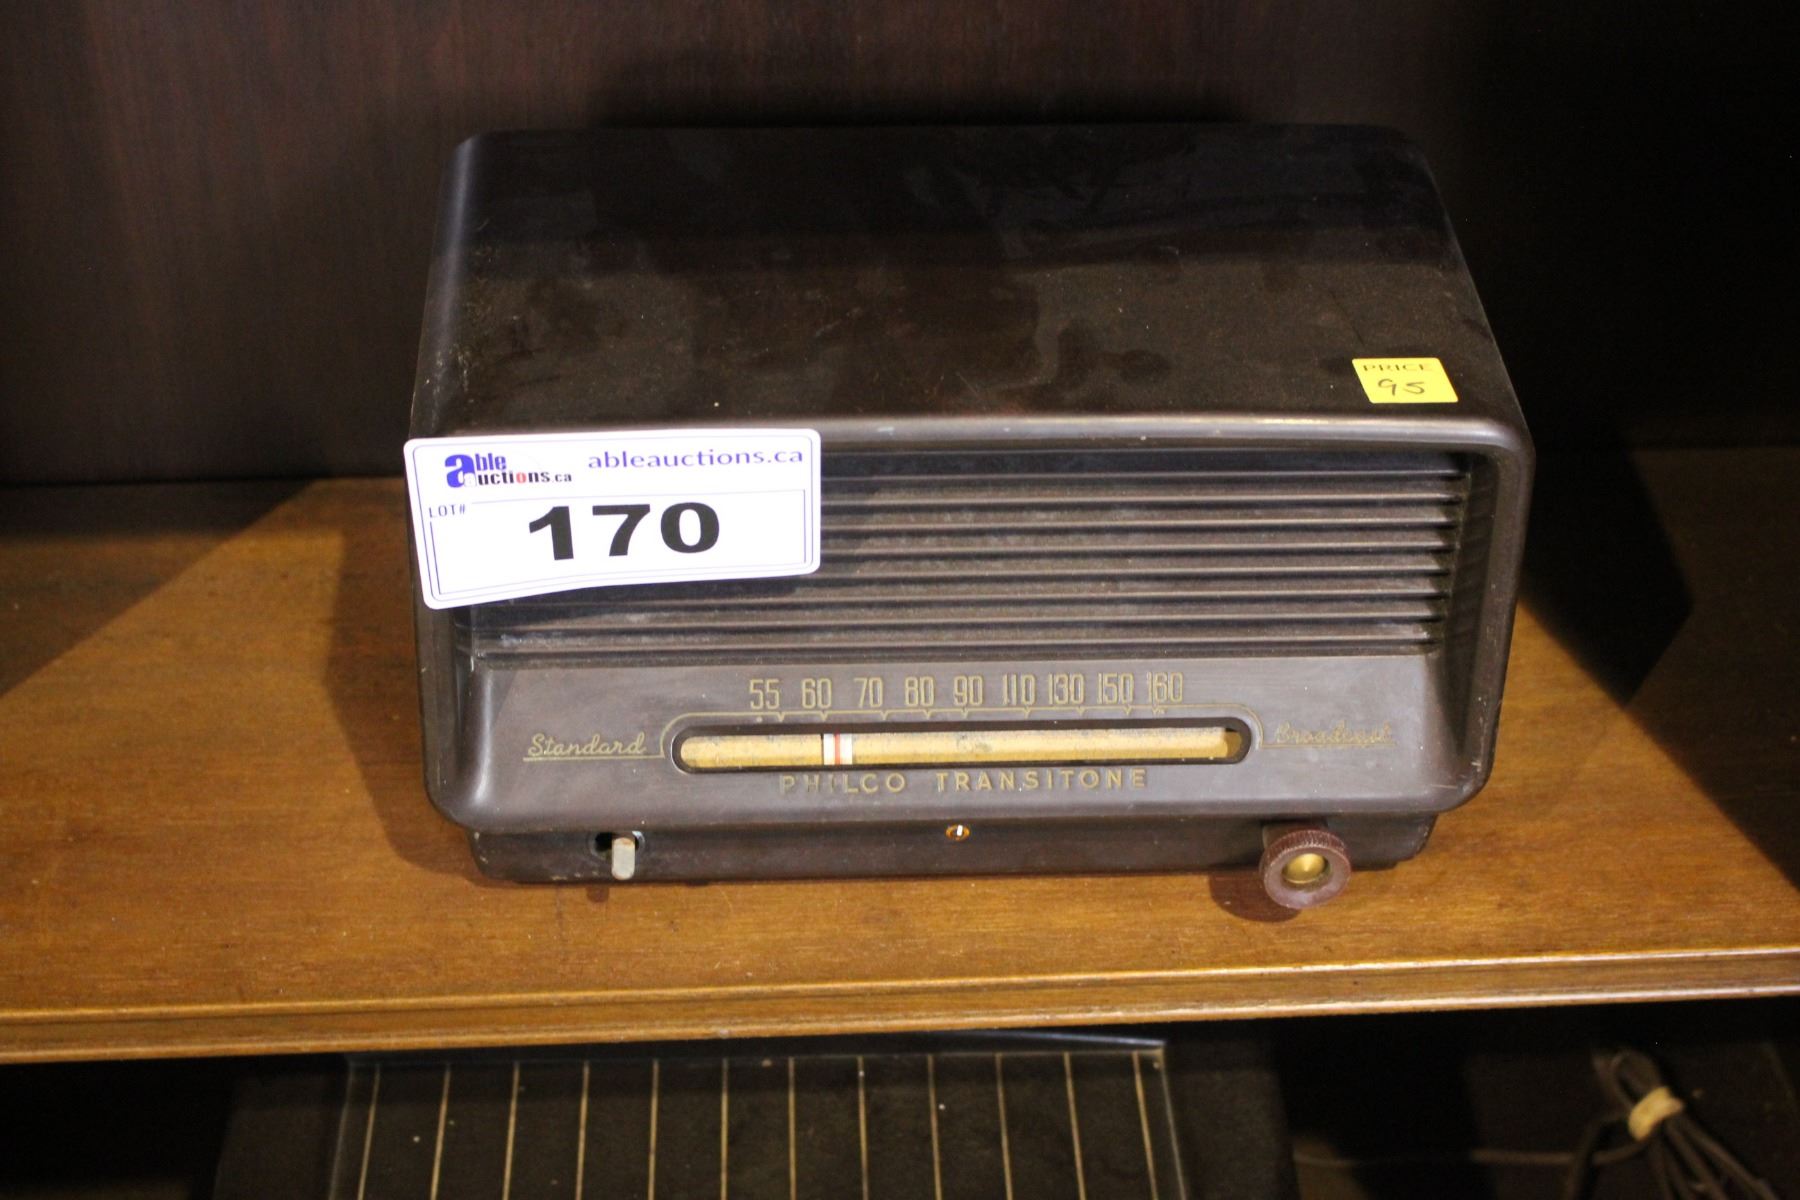 PRICE
95
able auctions.ca
ableauctions.ca
LOT#
170
55 60 70 80 90 110 130 150 160
Standard
Broadcast
PHILCO TRANSITONE